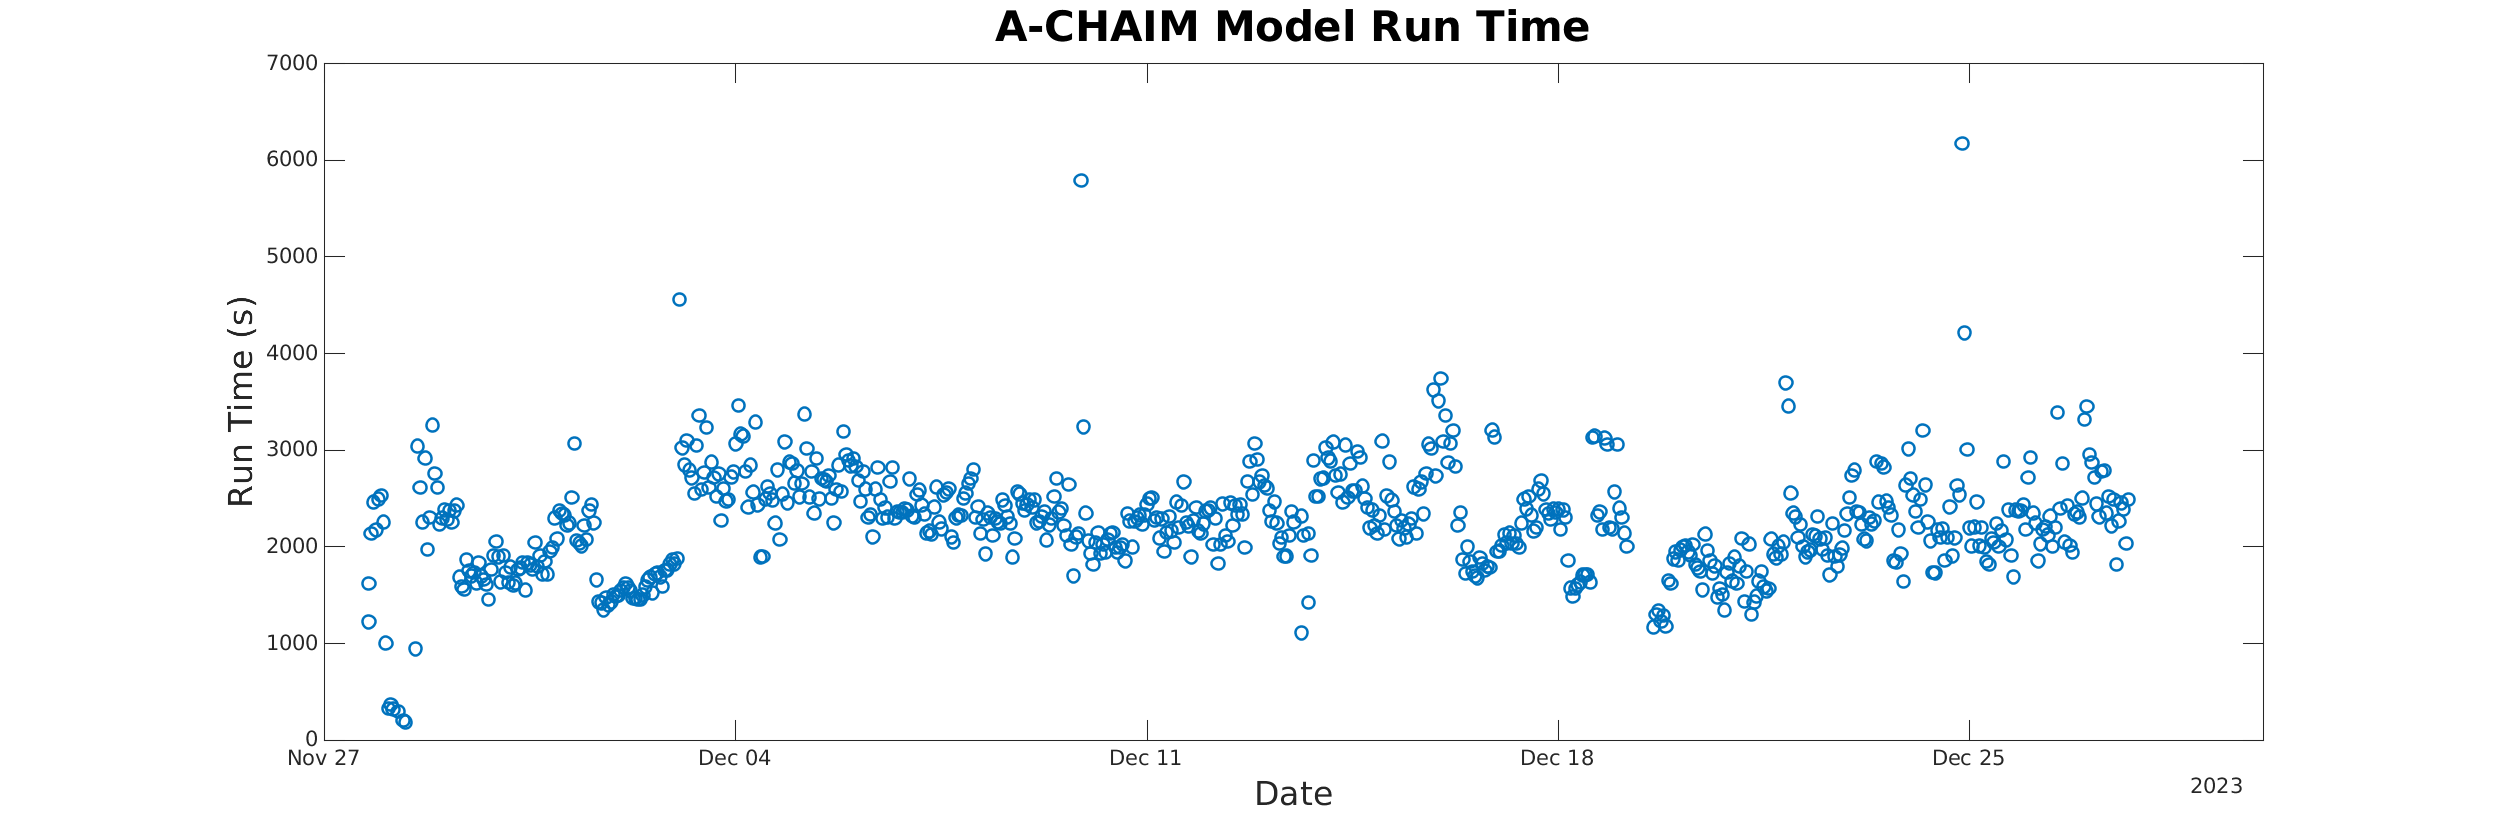 A-CHAIM Model Run Time
7000
6000
5000
4000
3000
2000
1000
0
Run Time (s)
Nov 27
Dec 04
Dec 11
Dec 18
Dec 25
2023
Date